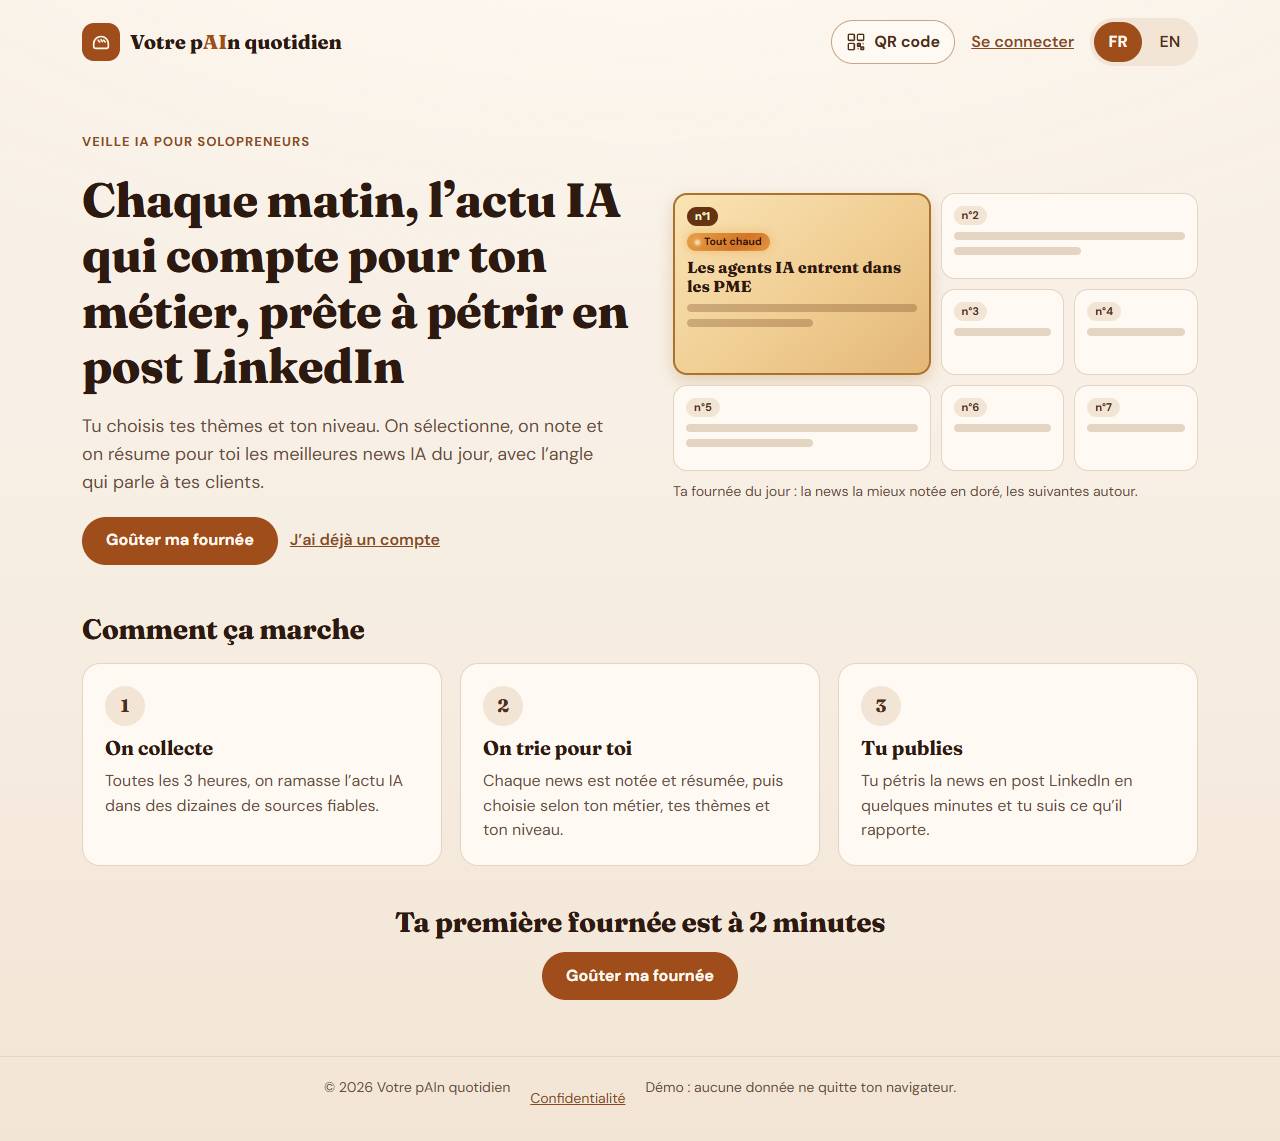 Votre pAIn quotidien
QR code
Se connecter
FR
EN
VEILLE IA POUR SOLOPRENEURS
Chaque matin, l’actu IA
qui compte pour ton
métier, prête à pétrir en
post LinkedIn
Tu choisis tes thèmes et ton niveau. On sélectionne, on note et
on résume pour toi les meilleures news IA du jour, avec l’angle
qui parle à tes clients.
Goûter ma fournée
J’ai déjà un compte
n°1
Tout chaud
Les agents IA entrent dans
les PME
n°2
n°3
n°4
n°5
n°6
n°7
Ta fournée du jour : la news la mieux notée en doré, les suivantes autour.
Comment ça marche
1
On collecte
Toutes les 3 heures, on ramasse l’actu IA
dans des dizaines de sources fiables.
2
On trie pour toi
Chaque news est notée et résumée, puis
choisie selon ton métier, tes thèmes et
ton niveau.
3
Tu publies
Tu pétris la news en post LinkedIn en
quelques minutes et tu suis ce qu’il
rapporte.
Ta première fournée est à 2 minutes
Goûter ma fournée
© 2026 Votre pAIn quotidien
Confidentialité
Démo : aucune donnée ne quitte ton navigateur.